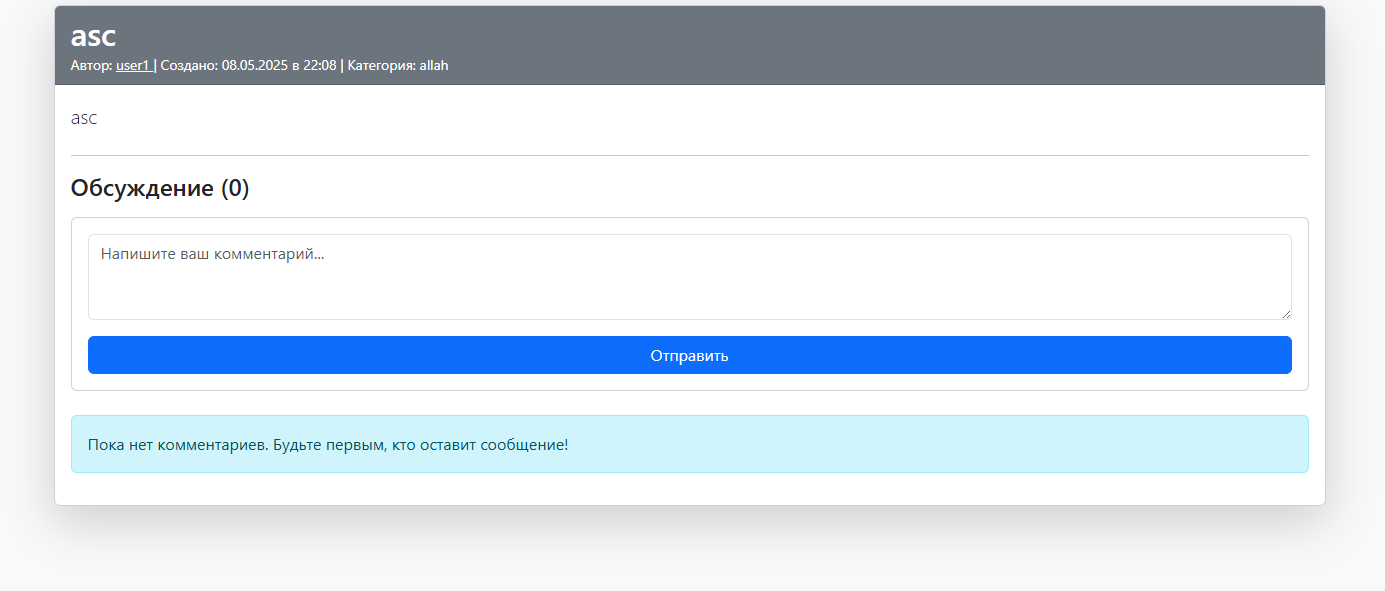 asc
Автор: user1 | Создано: 08.05.2025 в 22:08 | Категория: allah
asc
Обсуждение (0)
Напишите ваш комментарий...
Отправить
Пока нет комментариев. Будьте первым, кто оставит сообщение!